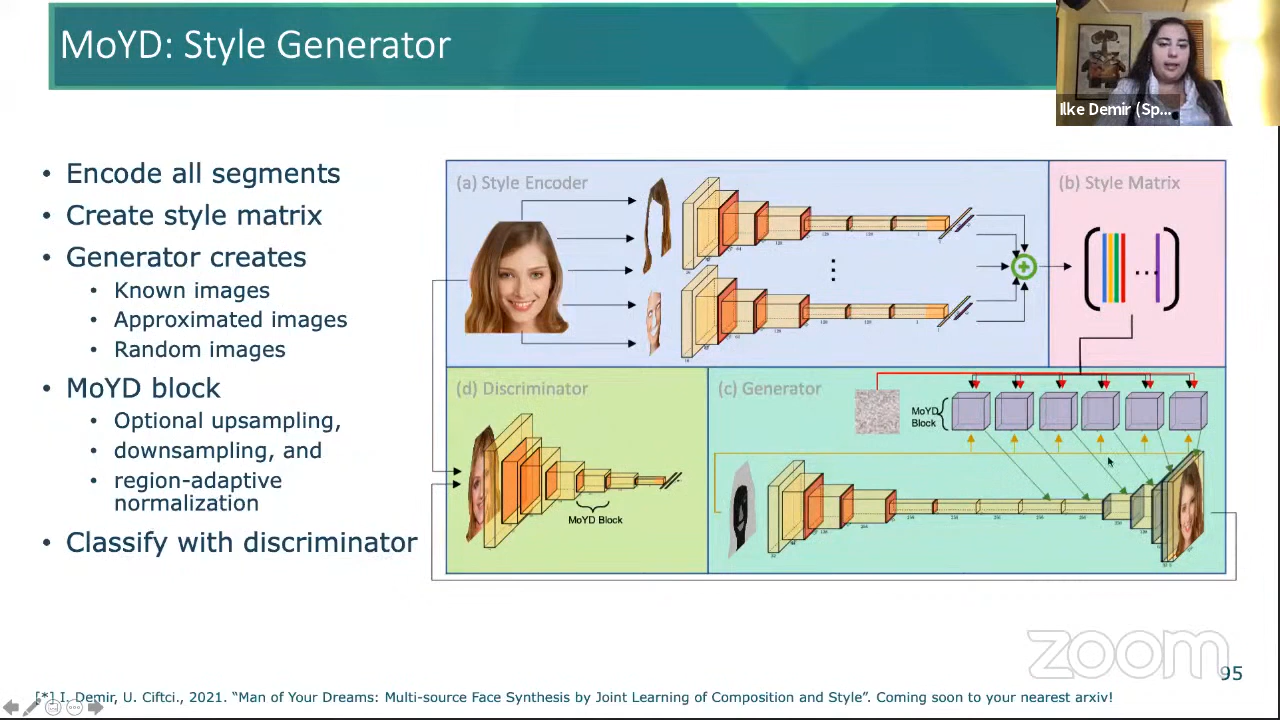 MoYD: Style Generator
Ilke Demir (Sp...
• Encode all segments
• Create style matrix
• Generator creates
• Known images
• Approximated images
• Random images
• MoYD block
• Optional upsampling,
• downsampling, and
• region-adaptive
normalization
• Classify with discriminator
(a) Style Encoder
(b) Style Matrix
(d) Discriminator
MoYD Block
(c) Generator
MoYD
Block
zoom
95
[*] I. Demir, U. Ciftci., 2021. “Man of Your Dreams: Multi-source Face Synthesis by Joint Learning of Composition and Style”. Coming soon to your nearest arxiv!